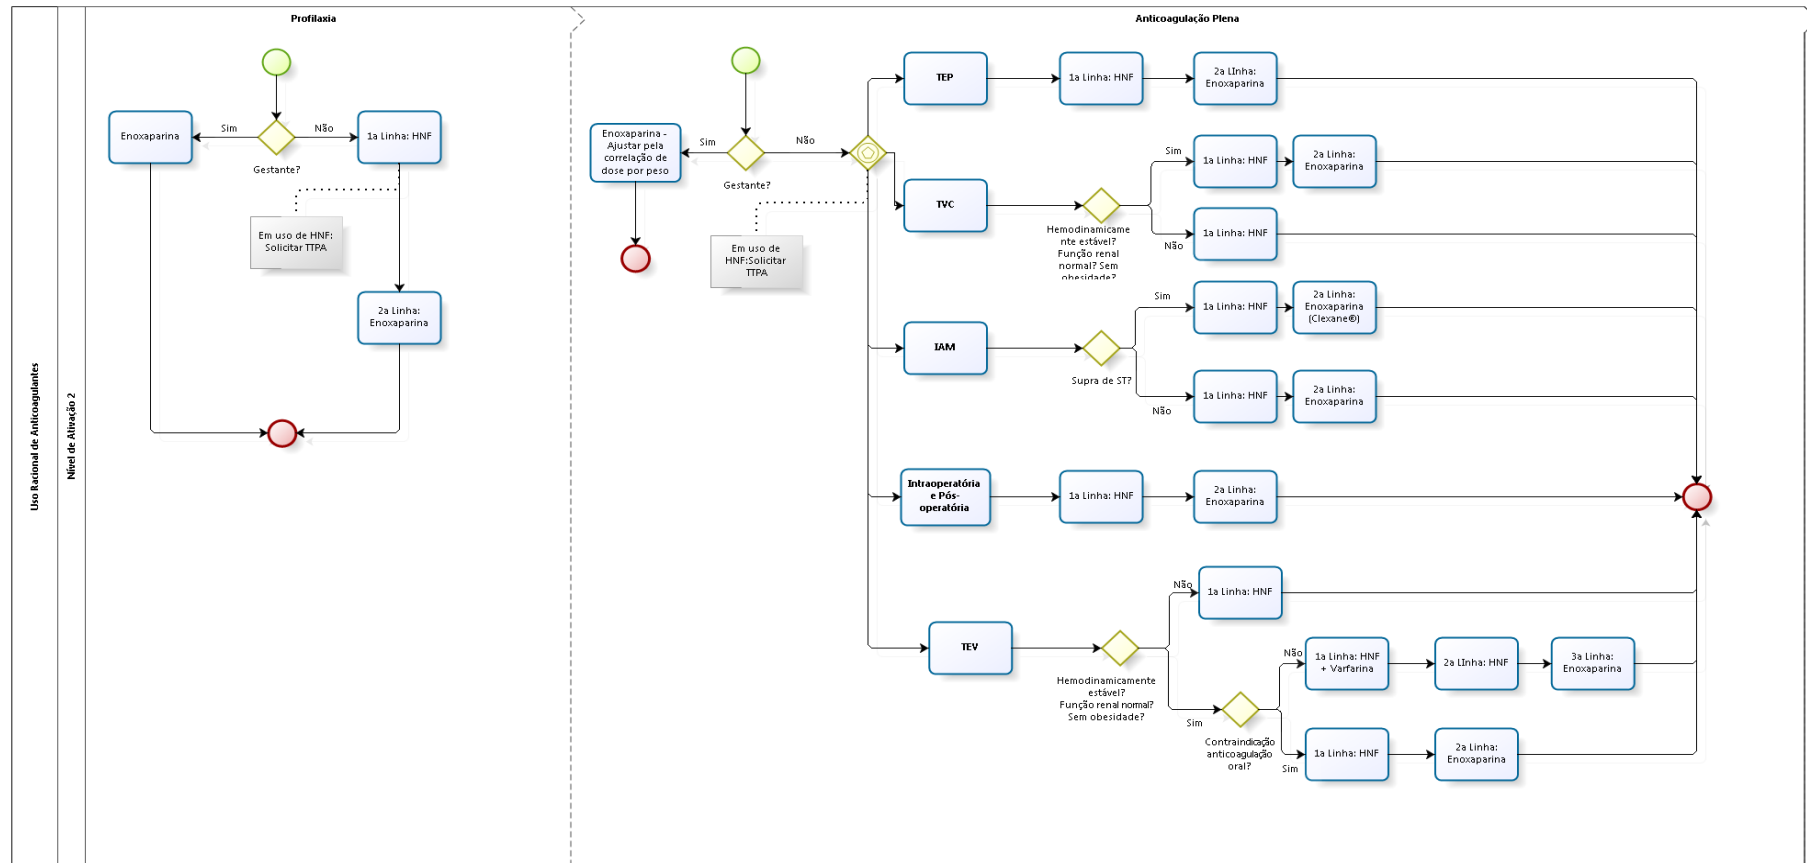 Uso Racional de Anticoagulantes
Nível de Ativação 2
Profilaxia
Gestante?
Sim
Não
Enoxaparina
1a Linha: HNF
Em uso de HNF:
Solicitar TTPA
2a Linha:
Enoxaparina
Anticoagulação Plena
Gestante?
Sim
Não
Enoxaparina -
Ajustar pela
correlação de
dose por peso
Em uso de
HNF:Solicitar
TTPA
TEP
1a Linha: HNF
2a LInha:
Enoxaparina
TVC
Hemodinamicame
nte estável?
Função renal
normal? Sem
obesidade?
Sim
1a Linha: HNF
2a Linha:
Enoxaparina
Não
1a Linha: HNF
IAM
Supra de ST?
Sim
1a Linha: HNF
2a Linha:
Enoxaparina
(Clexane®)
Não
1a Linha: HNF
2a Linha:
Enoxaparina
Intraoperatória
e Pós-
operatória
1a Linha: HNF
2a Linha:
Enoxaparina
TEV
Hemodinamicamente
estável?
Função renal normal?
Sem obesidade?
Não
1a Linha: HNF
Sim
Contraindicação
anticoagulação
oral?
Não
1a Linha: HNF
+ Varfarina
2a LInha: HNF
3a Linha:
Enoxaparina
Sim
1a Linha: HNF
2a Linha:
Enoxaparina